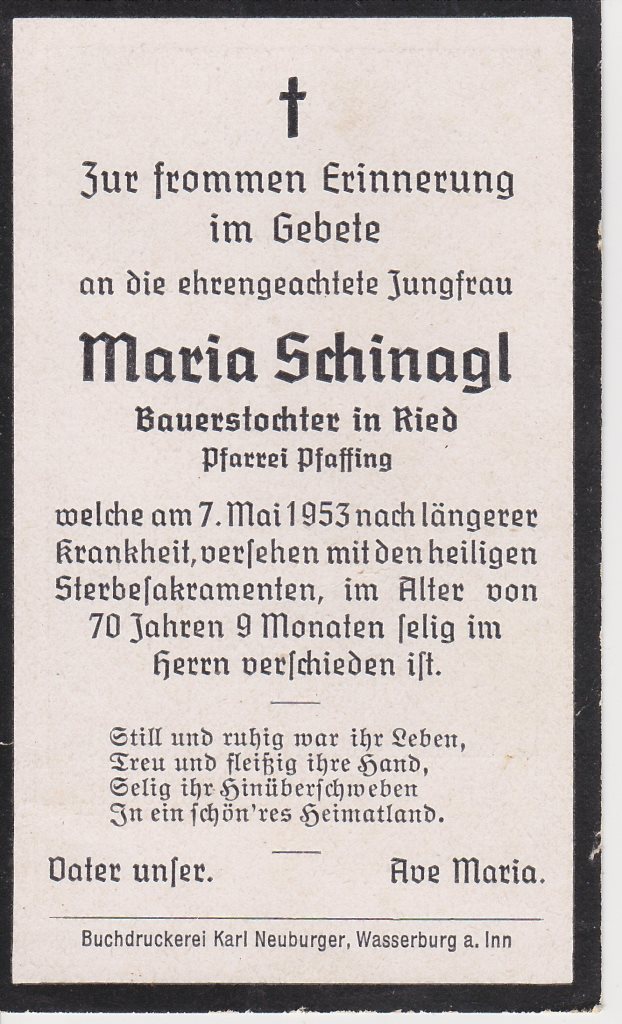 Zur frommen Erinnerung
im Gebete
an die ehrengeachtete Jungfrau
Maria Schinagl
Bauerstochter in Ried
Pfarrei Pfaffing
welche am 7. Mai 1953 nach längerer
Krankheit, versehen mit den heiligen
Sterbesakramenten, im Alter von
70 Jahren 9 Monaten selig im
Herrn verschieden ist.
Still und ruhig war ihr Leben,
Treu und fleißig ihre Hand,
Selig ihr Hinüberschweben
In ein schön'res Heimatland.
Vater unser. Ave Maria.
Buchdruckerei Karl Neuburger, Wasserburg a. Inn